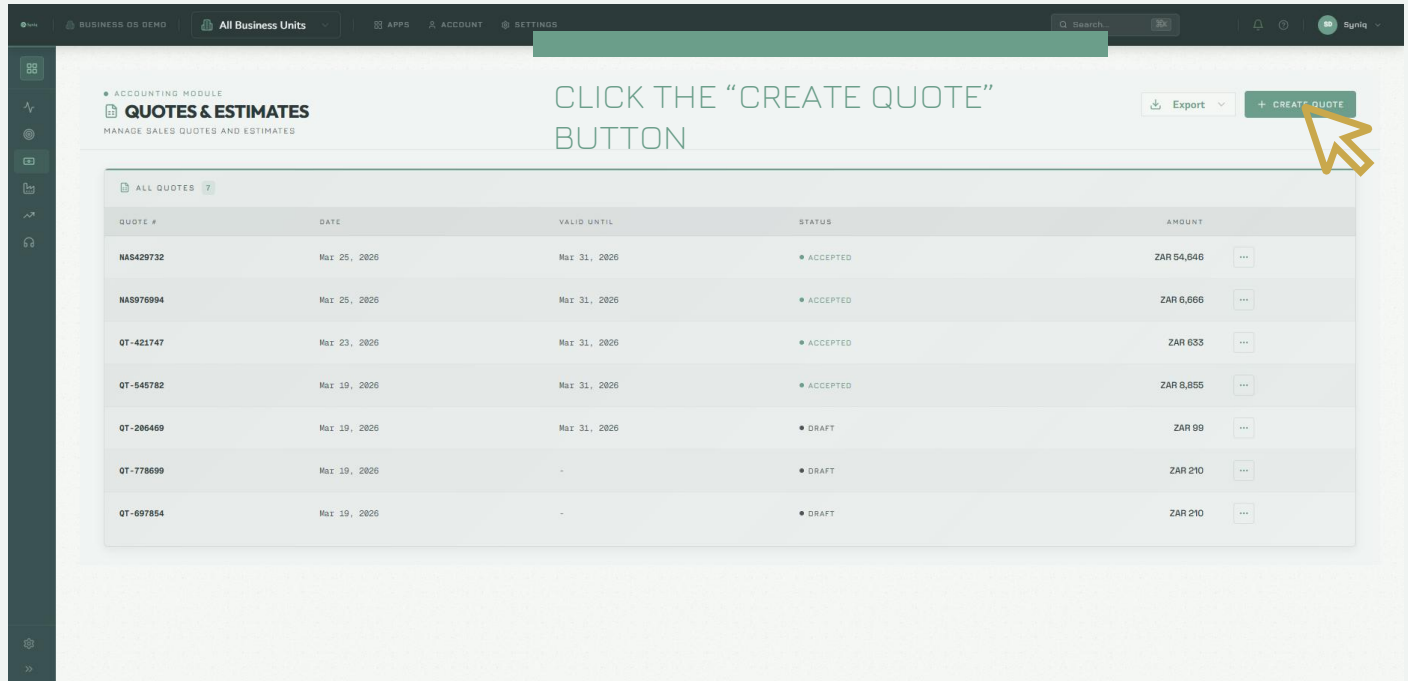 Syniq
BUSINESS OS DEMO
All Business Units
APPS
ACCOUNT
SETTINGS
Search...
⌘K
SD
Syniq
ACCOUNTING MODULE
QUOTES & ESTIMATES
MANAGE SALES QUOTES AND ESTIMATES
CLICK THE “CREATE QUOTE”
BUTTON
Export
+ CREATE QUOTE
ALL QUOTES 7
QUOTE # DATE VALID UNTIL STATUS AMOUNT
NAS429732 Mar 25, 2026 Mar 31, 2026 ACCEPTED ZAR 54,646
NAS976994 Mar 25, 2026 Mar 31, 2026 ACCEPTED ZAR 6,666
QT-421747 Mar 23, 2026 Mar 31, 2026 ACCEPTED ZAR 633
QT-545782 Mar 19, 2026 Mar 31, 2026 ACCEPTED ZAR 8,855
QT-206469 Mar 19, 2026 Mar 31, 2026 DRAFT ZAR 99
QT-778699 Mar 19, 2026 - DRAFT ZAR 210
QT-697854 Mar 19, 2026 - DRAFT ZAR 210